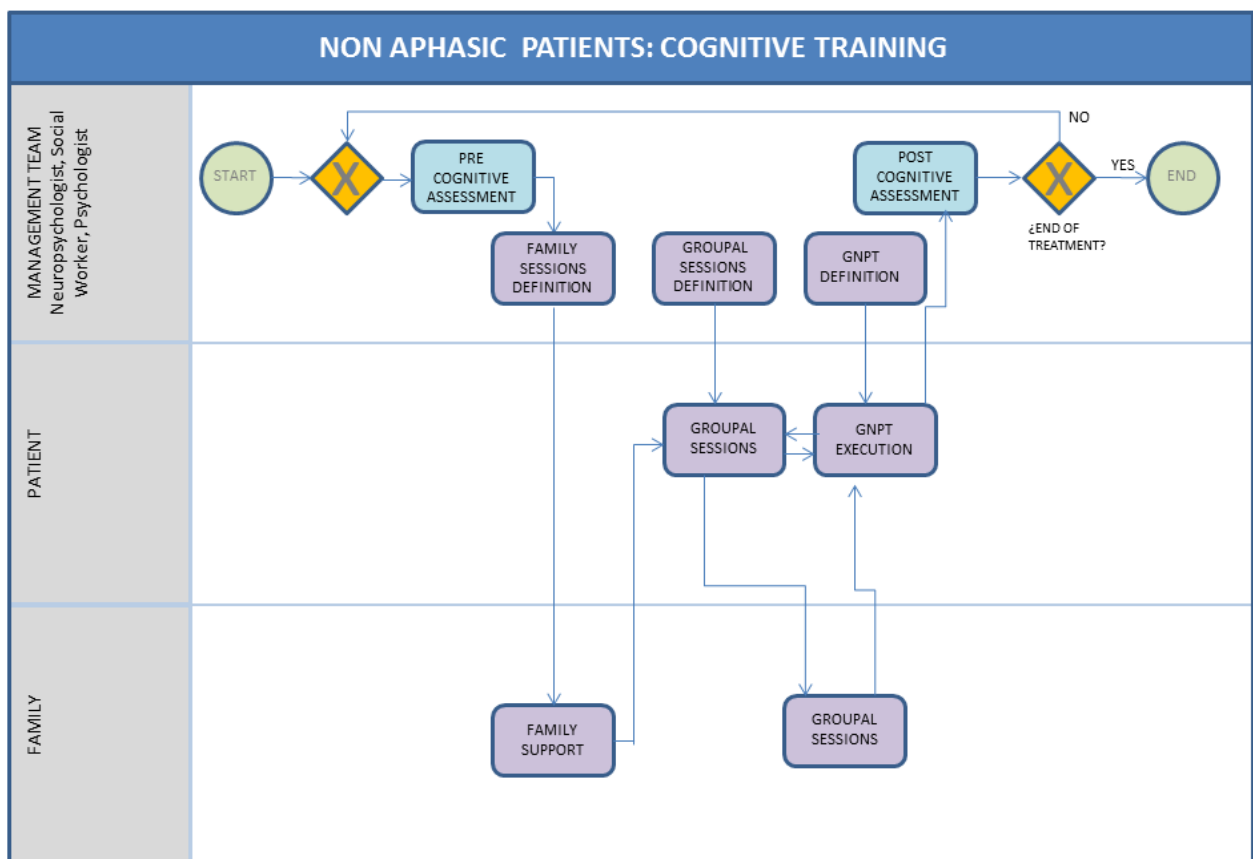 NON APHASIC PATIENTS: COGNITIVE TRAINING
MANAGEMENT TEAM
Neuropsychologist, Social
Worker, Psychologist
START
X
PRE
COGNITIVE
ASSESSMENT
POST
COGNITIVE
ASSESSMENT
X
NO
YES
END
¿END OF
TREATMENT?
FAMILY
SESSIONS
DEFINITION
GROUPAL
SESSIONS
DEFINITION
GNPT
DEFINITION
PATIENT
GROUPAL
SESSIONS
GNPT
EXECUTION
FAMILY
FAMILY
SUPPORT
GROUPAL
SESSIONS